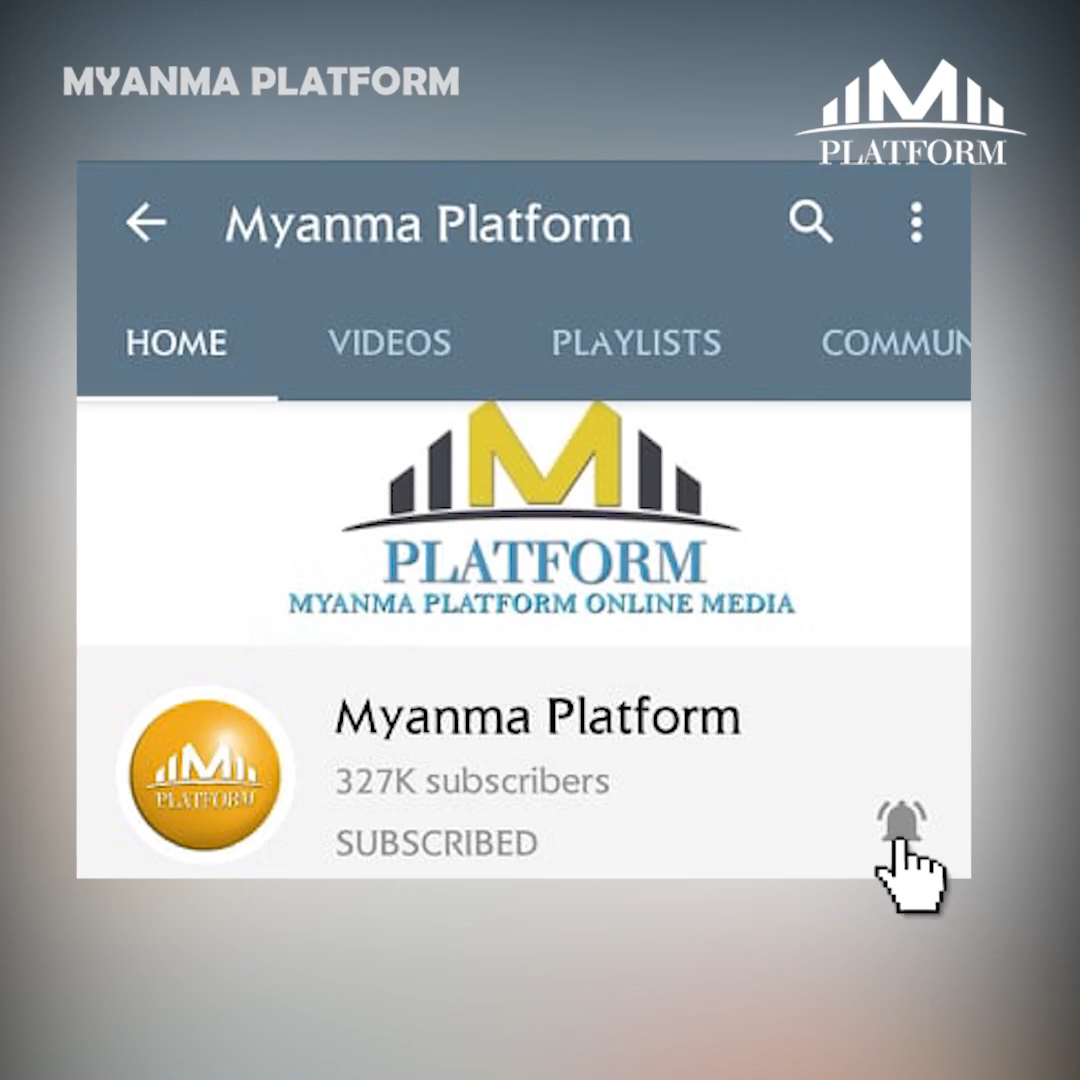 MYANMA PLATFORM
M
PLATFORM
Myanma Platform
HOME VIDEOS PLAYLISTS COMMUN
M
PLATFORM
MYANMA PLATFORM ONLINE MEDIA
M
PLATFORM
Myanma Platform
327K subscribers
SUBSCRIBED